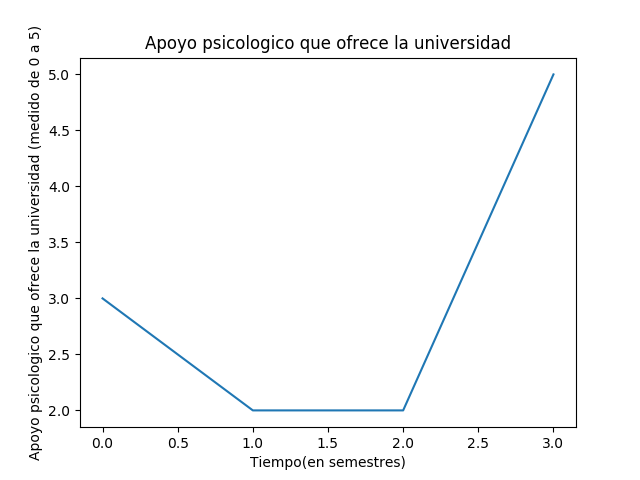 Apoyo psicologico que ofrece la universidad
Apoyo psicologico que ofrece la universidad (medido de 0 a 5)
5.0
4.5
4.0
3.5
3.0
2.5
2.0
0.0 0.5 1.0 1.5 2.0 2.5 3.0
Tiempo(en semestres)